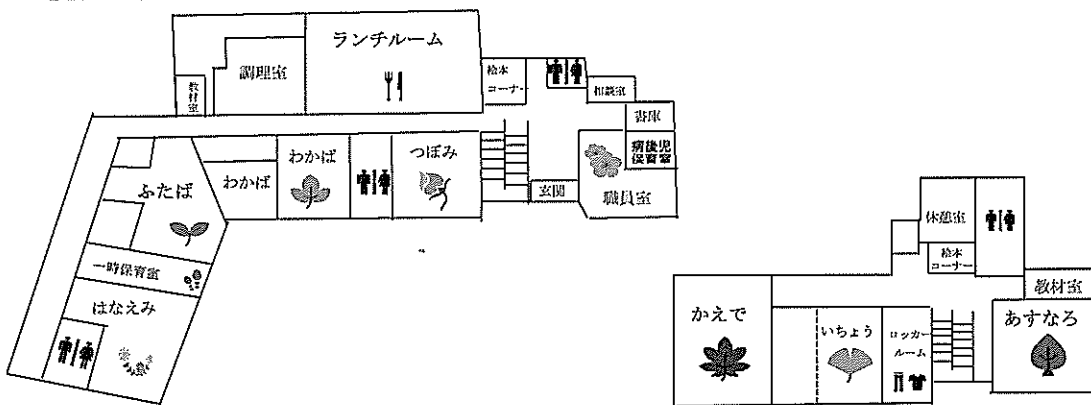 ランチルーム
調理室
教材室
絵本
コーナー
相談室
書庫
病後児
保育室
職員室
玄関
つぼみ
わかば
わかば
ふたば
一時保育室
はなえみ
休憩室
絵本
コーナー
教材室
かえで
いちょう
ロッカー
ルーム
あすなろ